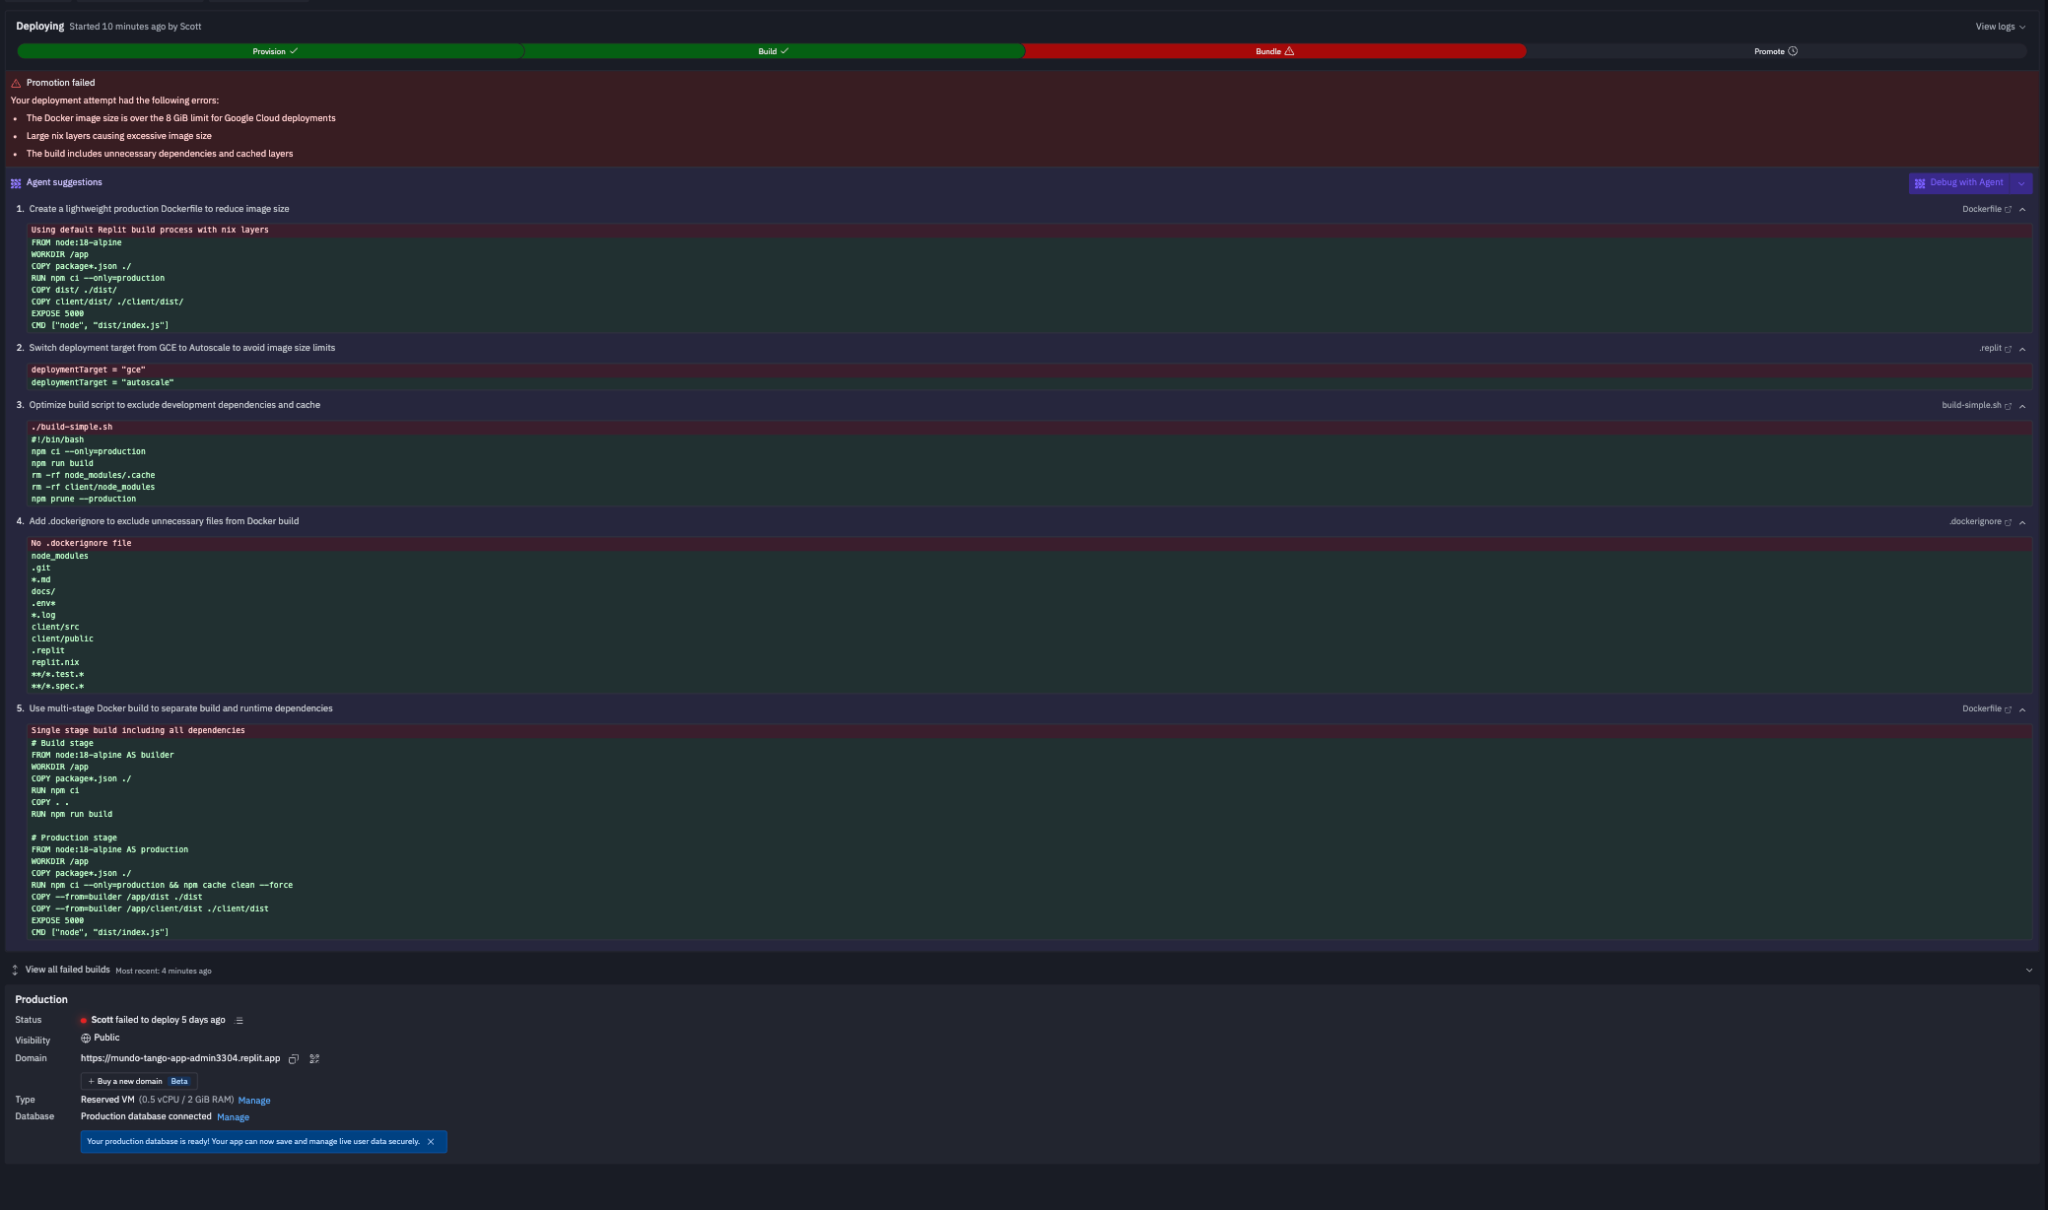 Deploying Started 10 minutes ago by Scott
View logs
Provision
Build
Bundle
Promote
Promotion failed
Your deployment attempt had the following errors:
• The Docker image size is over the 8 GiB limit for Google Cloud deployments
• Large nix layers causing excessive image size
• The build includes unnecessary dependencies and cached layers
Agent suggestions
Debug with Agent
1. Create a lightweight production Dockerfile to reduce image size
Dockerfile
Using default Replit build process with nix layers
FROM node:18-alpine
WORKDIR /app
COPY package*.json ./
RUN npm ci --only=production
COPY dist/ ./dist/
COPY client/dist/ ./client/dist/
EXPOSE 5000
CMD ["node", "dist/index.js"]
2. Switch deployment target from GCE to Autoscale to avoid image size limits
.replit
deploymentTarget = "gce"
deploymentTarget = "autoscale"
3. Optimize build script to exclude development dependencies and cache
build-simple.sh
./build-simple.sh
#!/bin/bash
npm ci --only=production
npm run build
rm -rf node_modules/.cache
rm -rf client/node_modules
npm prune --production
4. Add .dockerignore to exclude unnecessary files from Docker build
.dockerignore
No .dockerignore file
node_modules
.git
*.md
docs/
.env*
*.log
client/src
client/public
.replit
replit.nix
**/*.test.*
**/*.spec.*
5. Use multi-stage Docker build to separate build and runtime dependencies
Dockerfile
Single stage build including all dependencies
# Build stage
FROM node:18-alpine AS builder
WORKDIR /app
COPY package*.json ./
RUN npm ci
COPY . .
RUN npm run build
# Production stage
FROM node:18-alpine AS production
WORKDIR /app
COPY package*.json ./
RUN npm ci --only=production && npm cache clean --force
COPY --from=builder /app/dist ./dist
COPY --from=builder /app/client/dist ./client/dist
EXPOSE 5000
CMD ["node", "dist/index.js"]
View all failed builds Most recent: 4 minutes ago
Production
Status Scott failed to deploy 5 days ago
Visibility Public
Domain https://mundo-tango-app-admin3304.replit.app
+ Buy a new domain Beta
Type Reserved VM (0.5 vCPU / 2 GiB RAM) Manage
Database Production database connected Manage
Your production database is ready! Your app can now save and manage live user data securely.